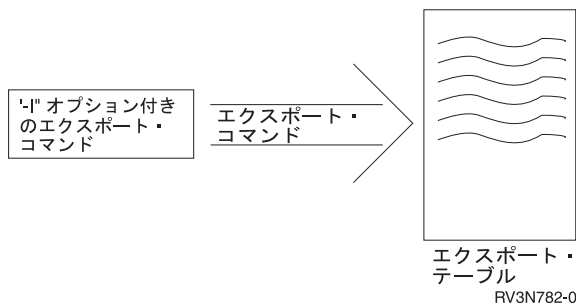 '-I" オプション付き
のエクスポート・
コマンド
エクスポート・
コマンド
エクスポート・
テーブル
RV3N782-0